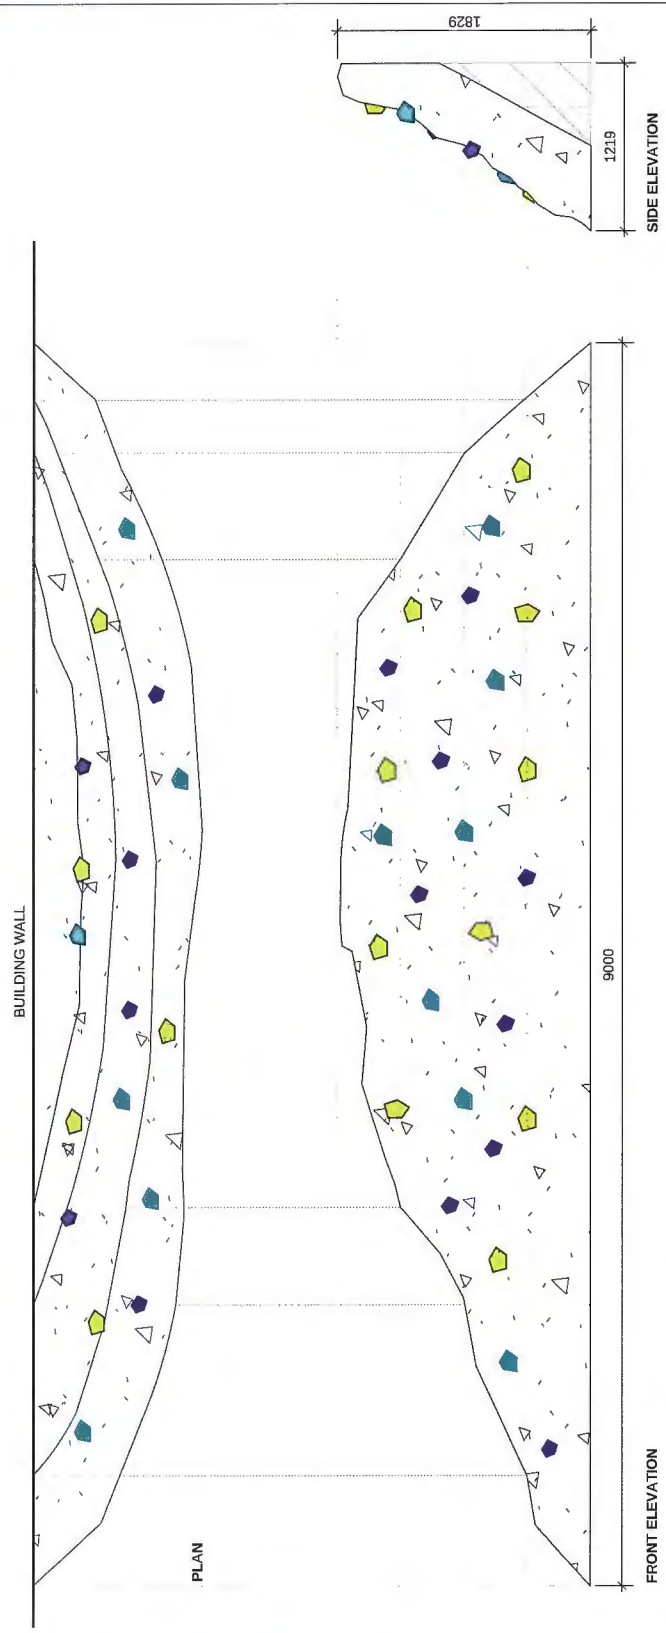 BUILDING WALL
PLAN
1829
1219
SIDE ELEVATION
9000
FRONT ELEVATION